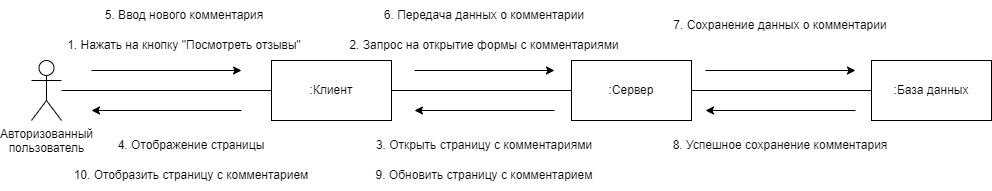 5. Ввод нового комментария
6. Передача данных о комментарии
7. Сохранение данных о комментарии
1. Нажать на кнопку "Посмотреть отзывы"
2. Запрос на открытие формы с комментариями
:Клиент
:Сервер
:База данных
Авторизованный
пользователь
4. Отображение страницы
3. Открыть страницу с комментариями
8. Успешное сохранение комментария
10. Отобразить страницу с комментарием
9. Обновить страницу с комментарием